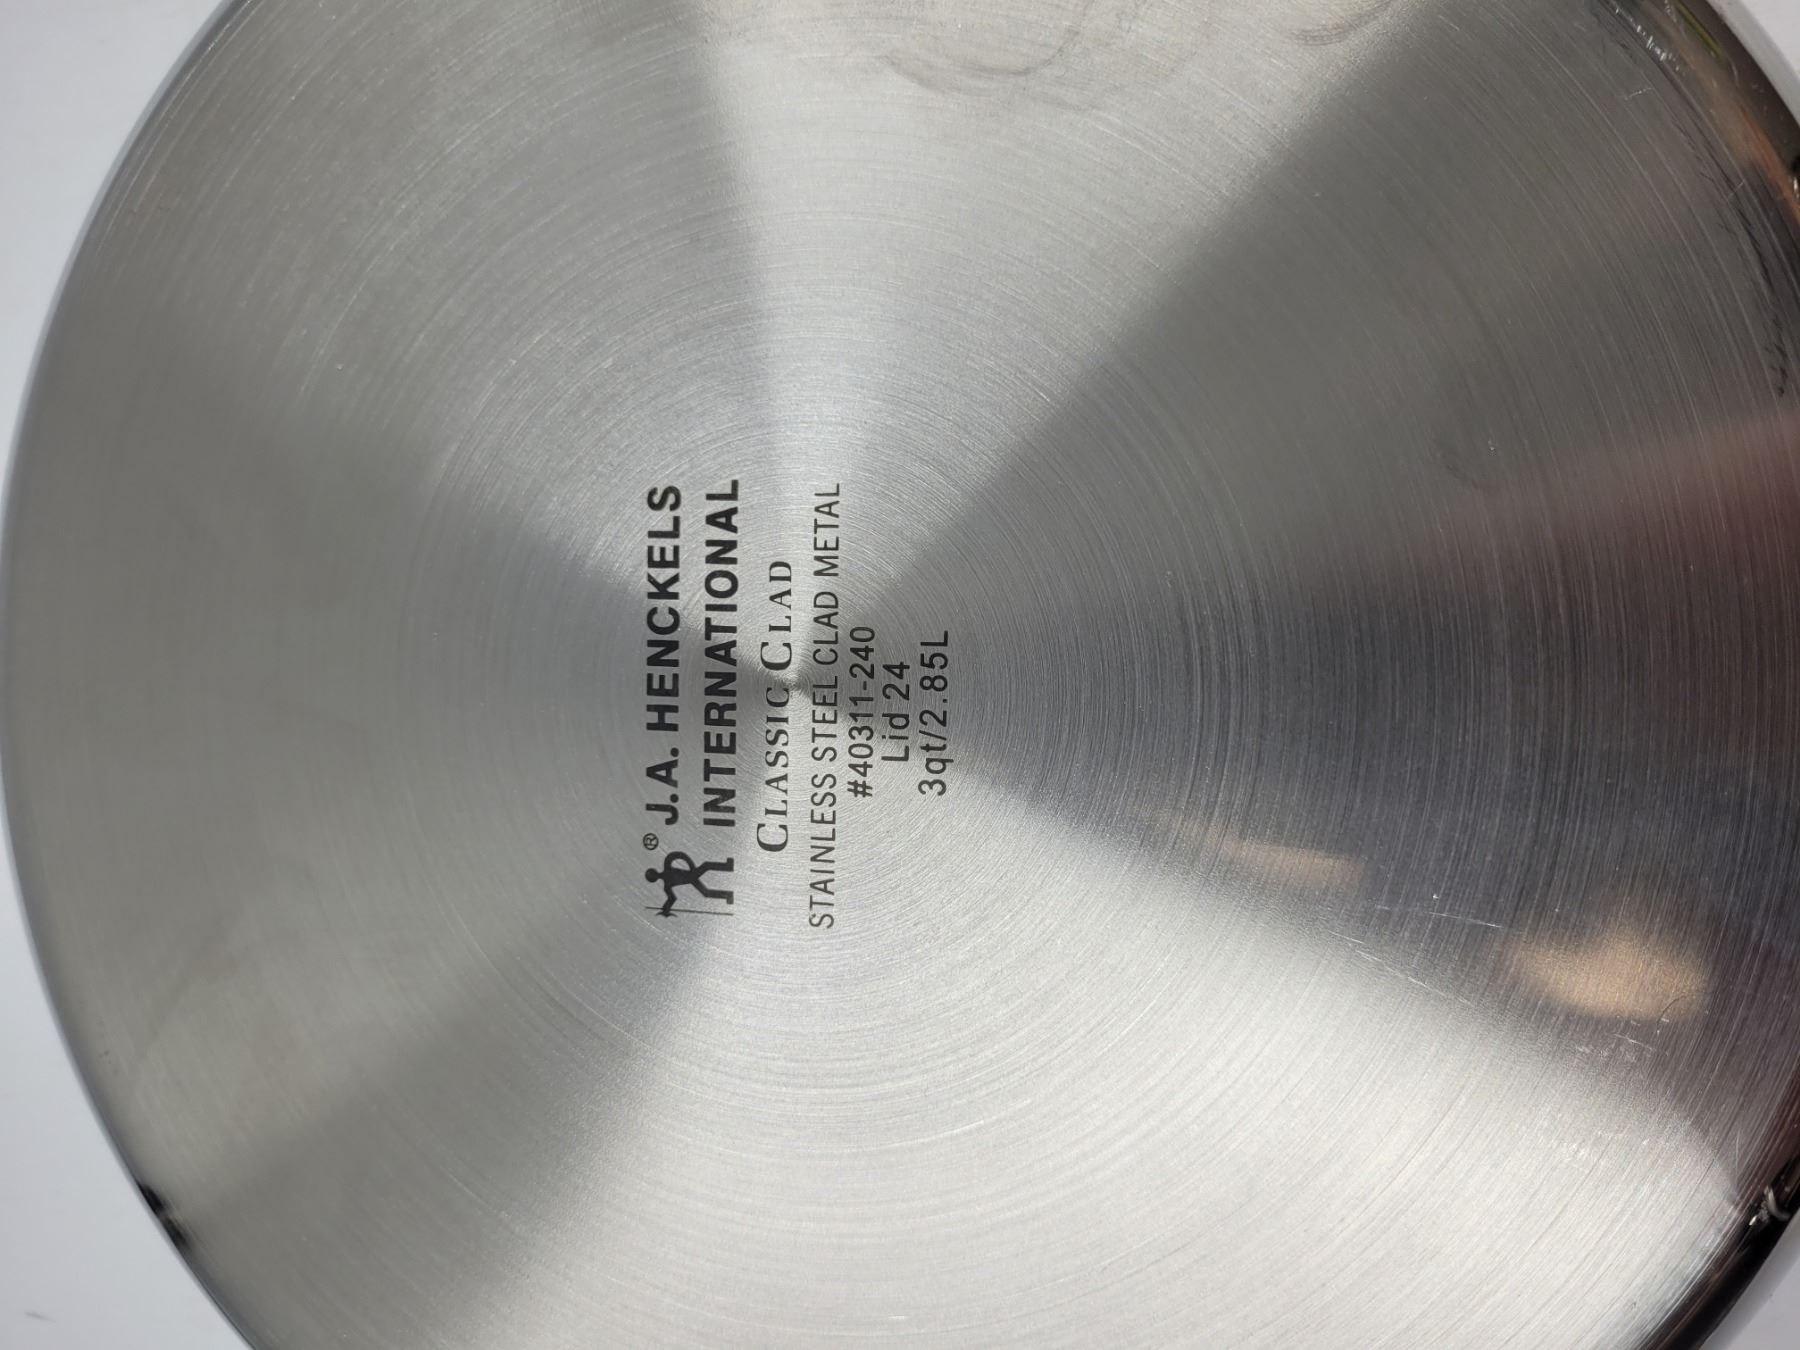 ® J.A. HENCKELS
INTERNATIONAL
CLASSIC CLAD
STAINLESS STEEL CLAD METAL
#40311-240
Lid 24
3qt/2.85L